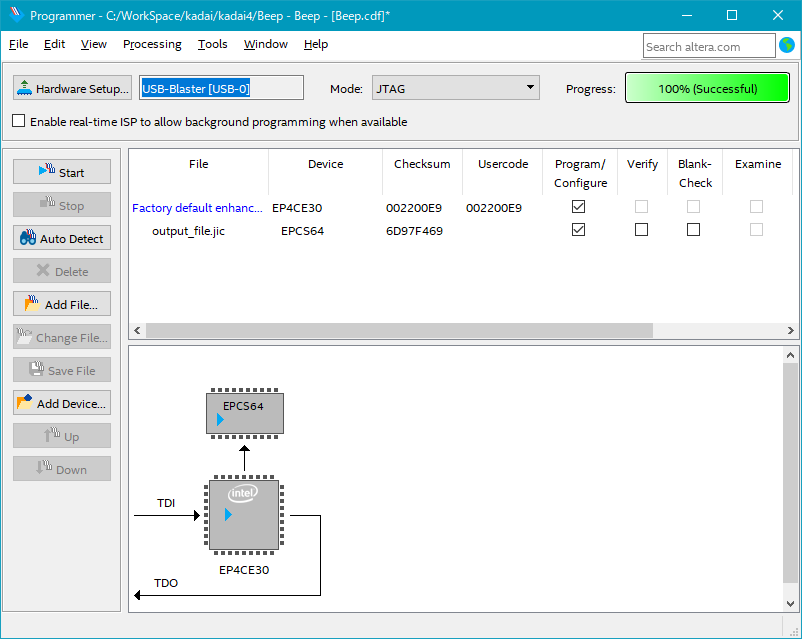 Programmer - C:/WorkSpace/kadai/kadai4/Beep - Beep - [Beep.cdf]*
File Edit View Processing Tools Window Help
Search altera.com
Hardware Setup... USB-Blaster [USB-0] Mode: JTAG Progress: 100% (Successful)
Enable real-time ISP to allow background programming when available
Start
Stop
Auto Detect
Delete
Add File...
Change File...
Save File
Add Device...
Up
Down
File Device Checksum Usercode Program/ Verify Blank- Examine
Configure Check
Factory default enhanc... EP4CE30 002200E9 002200E9
output_file.jic EPCS64 6D97F469
EPCS64
intel
TDI
EP4CE30
TDO